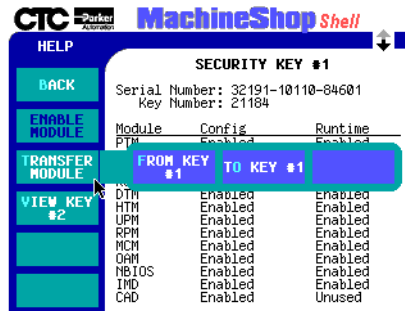 CTC Parker Automation MachineShop Shell
HELP
SECURITY KEY #1
BACK
Serial Number: 32191-10110-84601
Key Number: 21184
ENABLE MODULE
Module Config Runtime
PTM Enabled Enabled
TRANSFER MODULE
FROM KEY #1
TO KEY #1
DTM Enabled Enabled
VIEW KEY #2
HTM Enabled Enabled
UPM Enabled Enabled
RPM Enabled Enabled
MCM Enabled Enabled
OAM Enabled Enabled
NBIOS Enabled Enabled
IMD Enabled Enabled
CAD Enabled Unused